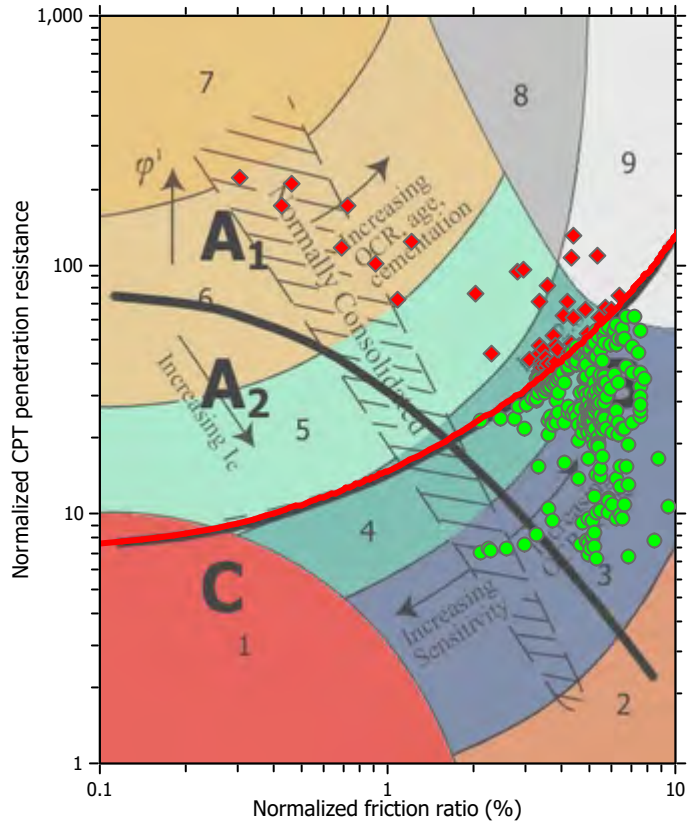 1,000
7
8
φ'
9
Increasing
OCR, age,
cementation
Normally Consolidated
A1
100
6
A2
Increasing Ic
5
10
4
C
3
Increasing
Sensitivity
1
2
1
0.1
1
10
Normalized friction ratio (%)
Normalized CPT penetration resistance